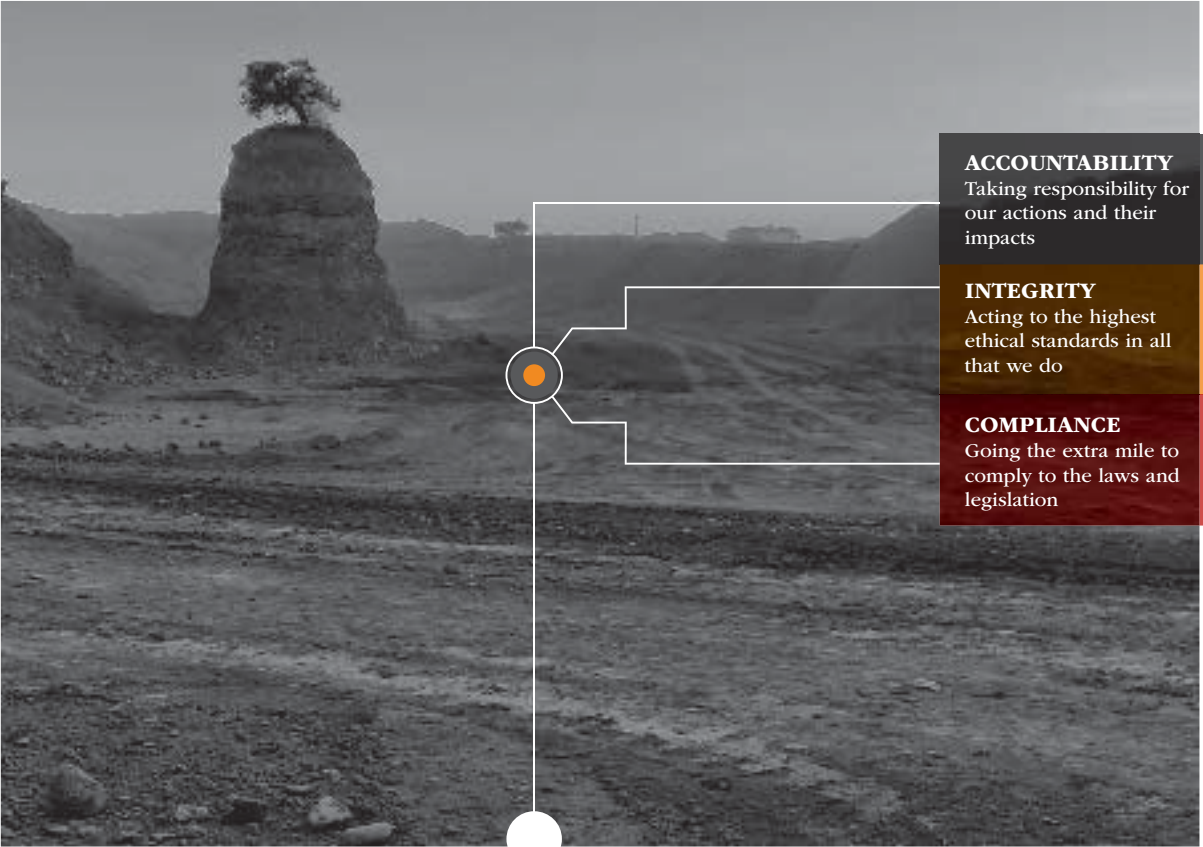 ACCOUNTABILITY
Taking responsibility for
our actions and their
impacts
INTEGRITY
Acting to the highest
ethical standards in all
that we do
COMPLIANCE
Going the extra mile to
comply to the laws and
legislation